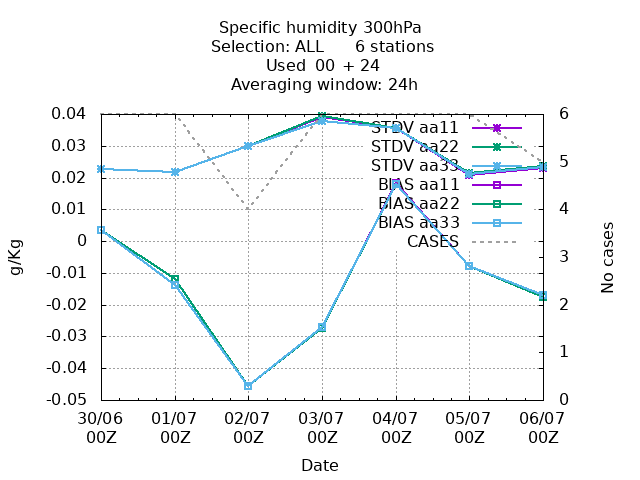 Specific humidity 300hPa
Selection: ALL 6 stations
Used 00 + 24
Averaging window: 24h
0.04
0.03
0.02
0.01
0
-0.01
-0.02
-0.03
-0.04
-0.05
g/Kg
STDV aa11
STDV aa22
STDV aa33
BIAS aa11
BIAS aa22
BIAS aa33
CASES
6
5
4
3
2
1
0
No cases
30/06 01/07 02/07 03/07 04/07 05/07 06/07
00Z 00Z 00Z 00Z 00Z 00Z 00Z
Date